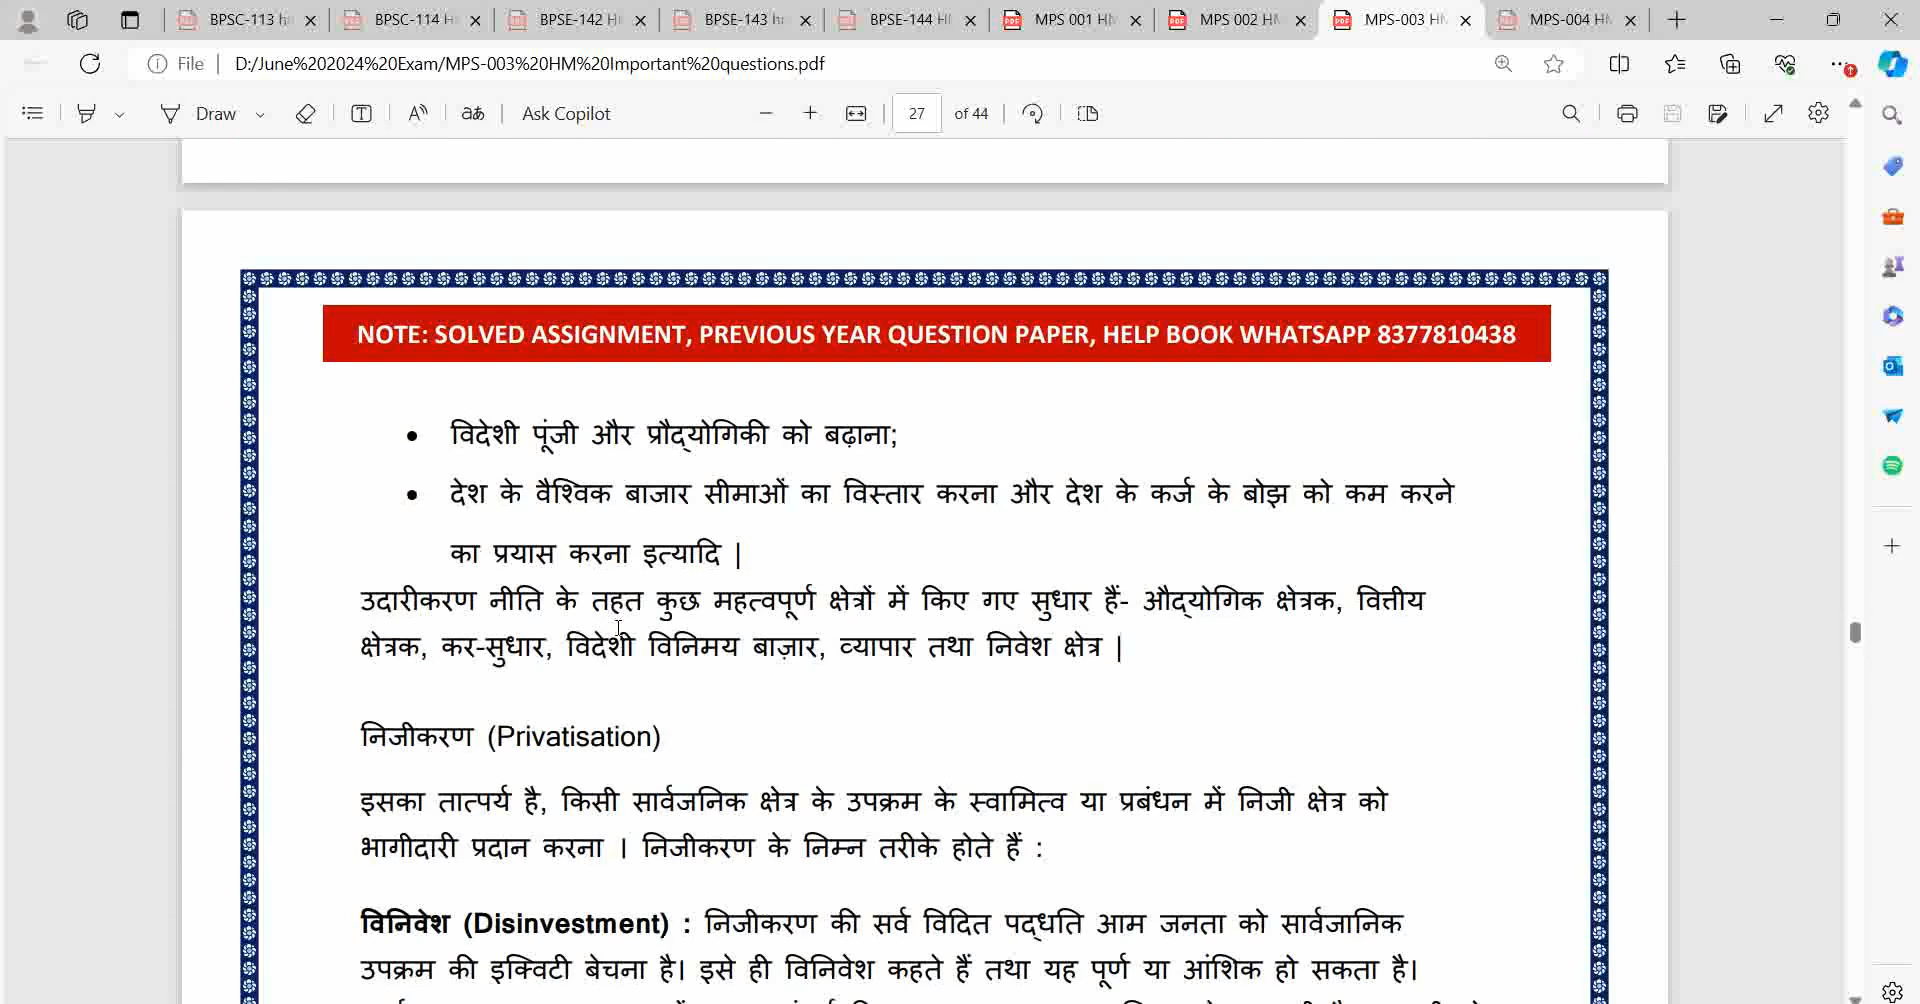 BPSC-113 h
BPSC-114 H
BPSE-142 H
BPSE-143 h
BPSE-144 H
MPS 001 H
MPS 002 H
MPS-003 H
MPS-004 H
File
D:/June%202024%20Exam/MPS-003%20HM%20Important%20questions.pdf
Draw
Ask Copilot
27 of 44
NOTE: SOLVED ASSIGNMENT, PREVIOUS YEAR QUESTION PAPER, HELP BOOK WHATSAPP 8377810438
• विदेशी पूंजी और प्रौद्योगिकी को बढ़ाना;
• देश के वैश्विक बाजार सीमाओं का विस्तार करना और देश के कर्ज के बोझ को कम करने
का प्रयास करना इत्यादि |
उदारीकरण नीति के तहत कुछ महत्वपूर्ण क्षेत्रों में किए गए सुधार हैं- औद्योगिक क्षेत्रक, वित्तीय
क्षेत्रक, कर-सुधार, विदेशी विनिमय बाज़ार, व्यापार तथा निवेश क्षेत्र |
निजीकरण (Privatisation)
इसका तात्पर्य है, किसी सार्वजनिक क्षेत्र के उपक्रम के स्वामित्व या प्रबंधन में निजी क्षेत्र को
भागीदारी प्रदान करना । निजीकरण के निम्न तरीके होते हैं :
विनिवेश (Disinvestment) : निजीकरण की सर्व विदित पद्धति आम जनता को सार्वजानिक
उपक्रम की इक्विटी बेचना है। इसे ही विनिवेश कहते हैं तथा यह पूर्ण या आंशिक हो सकता है।